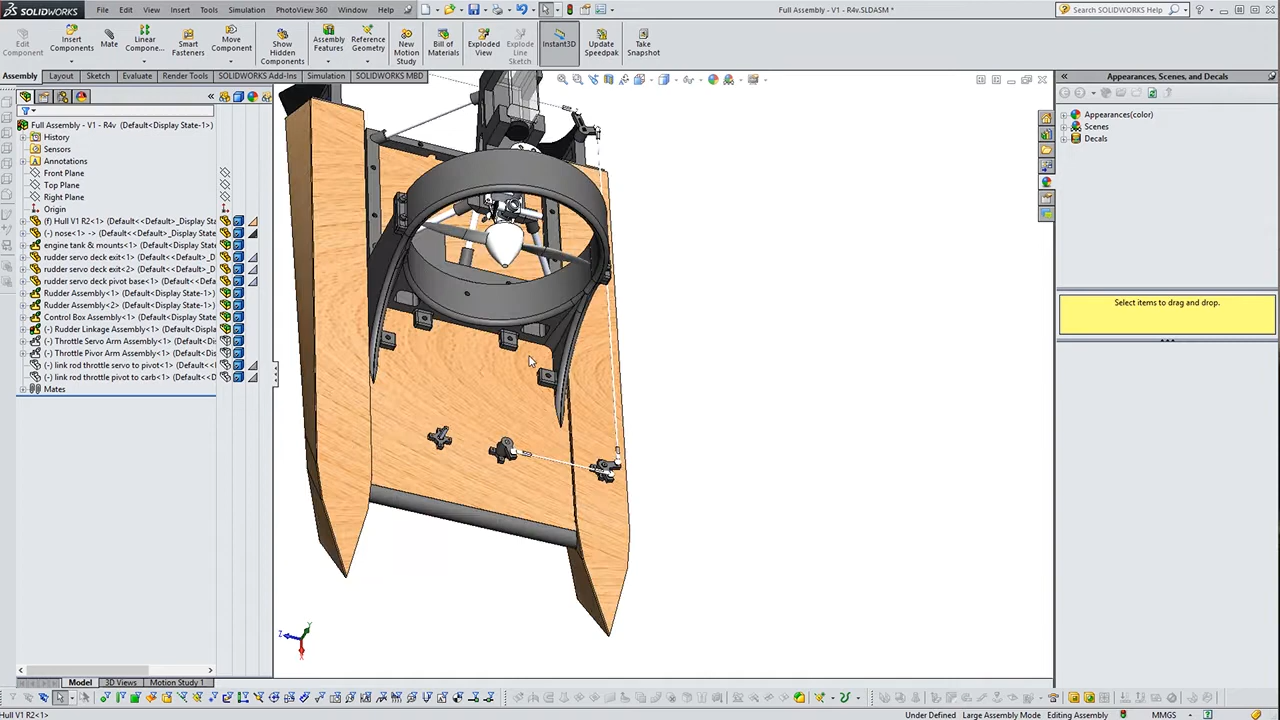 SOLIDWORKS
File
Edit
View
Insert
Tools
Simulation
PhotoView 360
Window
Help
Full Assembly - V1 - R4v.SLDASM *
Search SOLIDWORKS Help
Edit Component
Insert Components
Mate
Linear Compone...
Smart Fasteners
Move Component
Show Hidden Components
Assembly Features
Reference Geometry
New Motion Study
Bill of Materials
Exploded View
Explode Line Sketch
Instant3D
Update Speedpak
Take Snapshot
Assembly
Layout
Sketch
Evaluate
Render Tools
SOLIDWORKS Add-Ins
Simulation
SOLIDWORKS MBD
Appearances, Scenes, and Decals
Full Assembly - V1 - R4v (Default<Display State-1>)
History
Sensors
Annotations
Front Plane
Top Plane
Right Plane
Origin
(f) Hull V1 R2<1> (Default<<Default>_Display Sta
(-) nose<1> -> (Default<<Default>_Display State
engine tank & mounts<1> (Default<Display State
rudder servo deck exit<1> (Default<<Default>_D
rudder servo deck exit<2> (Default<<Default>_D
rudder servo deck pivot base<1> (Default<<Def
Rudder Assembly<1> (Default<Display State-1>)
Rudder Assembly<2> (Default<Display State-1>)
Control Box Assembly<1> (Default<Display State
(-) Rudder Linkage Assembly<1> (Default<Displa
(-) Throttle Servo Arm Assembly<1> (Default<Dis
(-) Throttle Pivor Arm Assembly<1> (Default<Di
(-) link rod throttle servo to pivot<1> (Default<<
(-) link rod throttle pivot to carb<1> (Default<<D
Mates
Appearances(color)
Scenes
Decals
Select items to drag and drop.
Z
Y
X
Model
3D Views
Motion Study 1
Hull V1 R2<1>
Under Defined
Large Assembly Mode
Editing Assembly
MMGS